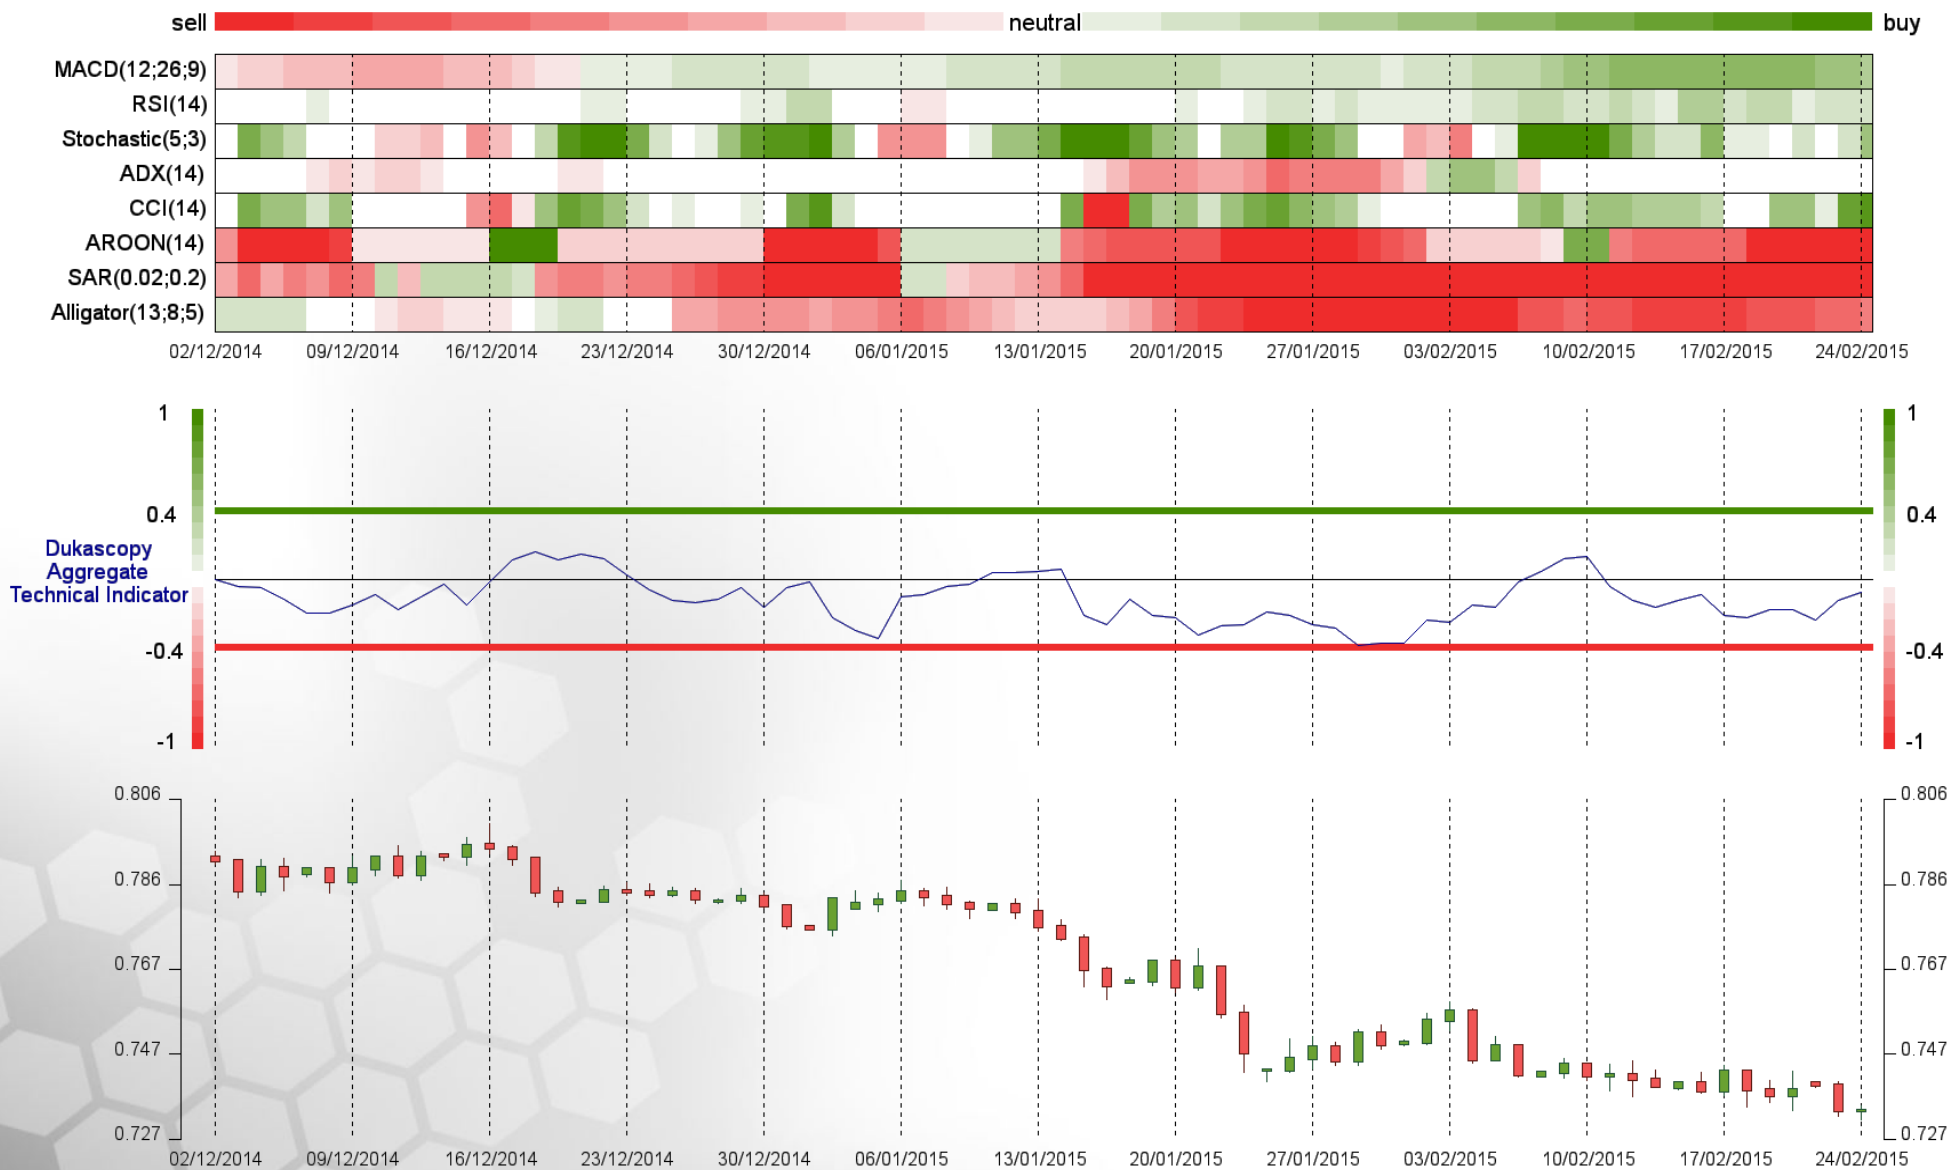 sell neutral buy
MACD(12;26;9)
RSI(14)
Stochastic(5;3)
ADX(14)
CCI(14)
AROON(14)
SAR(0.02;0.2)
Alligator(13;8;5)
02/12/2014 09/12/2014 16/12/2014 23/12/2014 30/12/2014 06/01/2015 13/01/2015 20/01/2015 27/01/2015 03/02/2015 10/02/2015 17/02/2015 24/02/2015
1 1
0.4 0.4
Dukascopy
Aggregate
Technical Indicator
-0.4 -0.4
-1 -1
0.806 0.806
0.786 0.786
0.767 0.767
0.747 0.747
0.727 0.727
02/12/2014 09/12/2014 16/12/2014 23/12/2014 30/12/2014 06/01/2015 13/01/2015 20/01/2015 27/01/2015 03/02/2015 10/02/2015 17/02/2015 24/02/2015